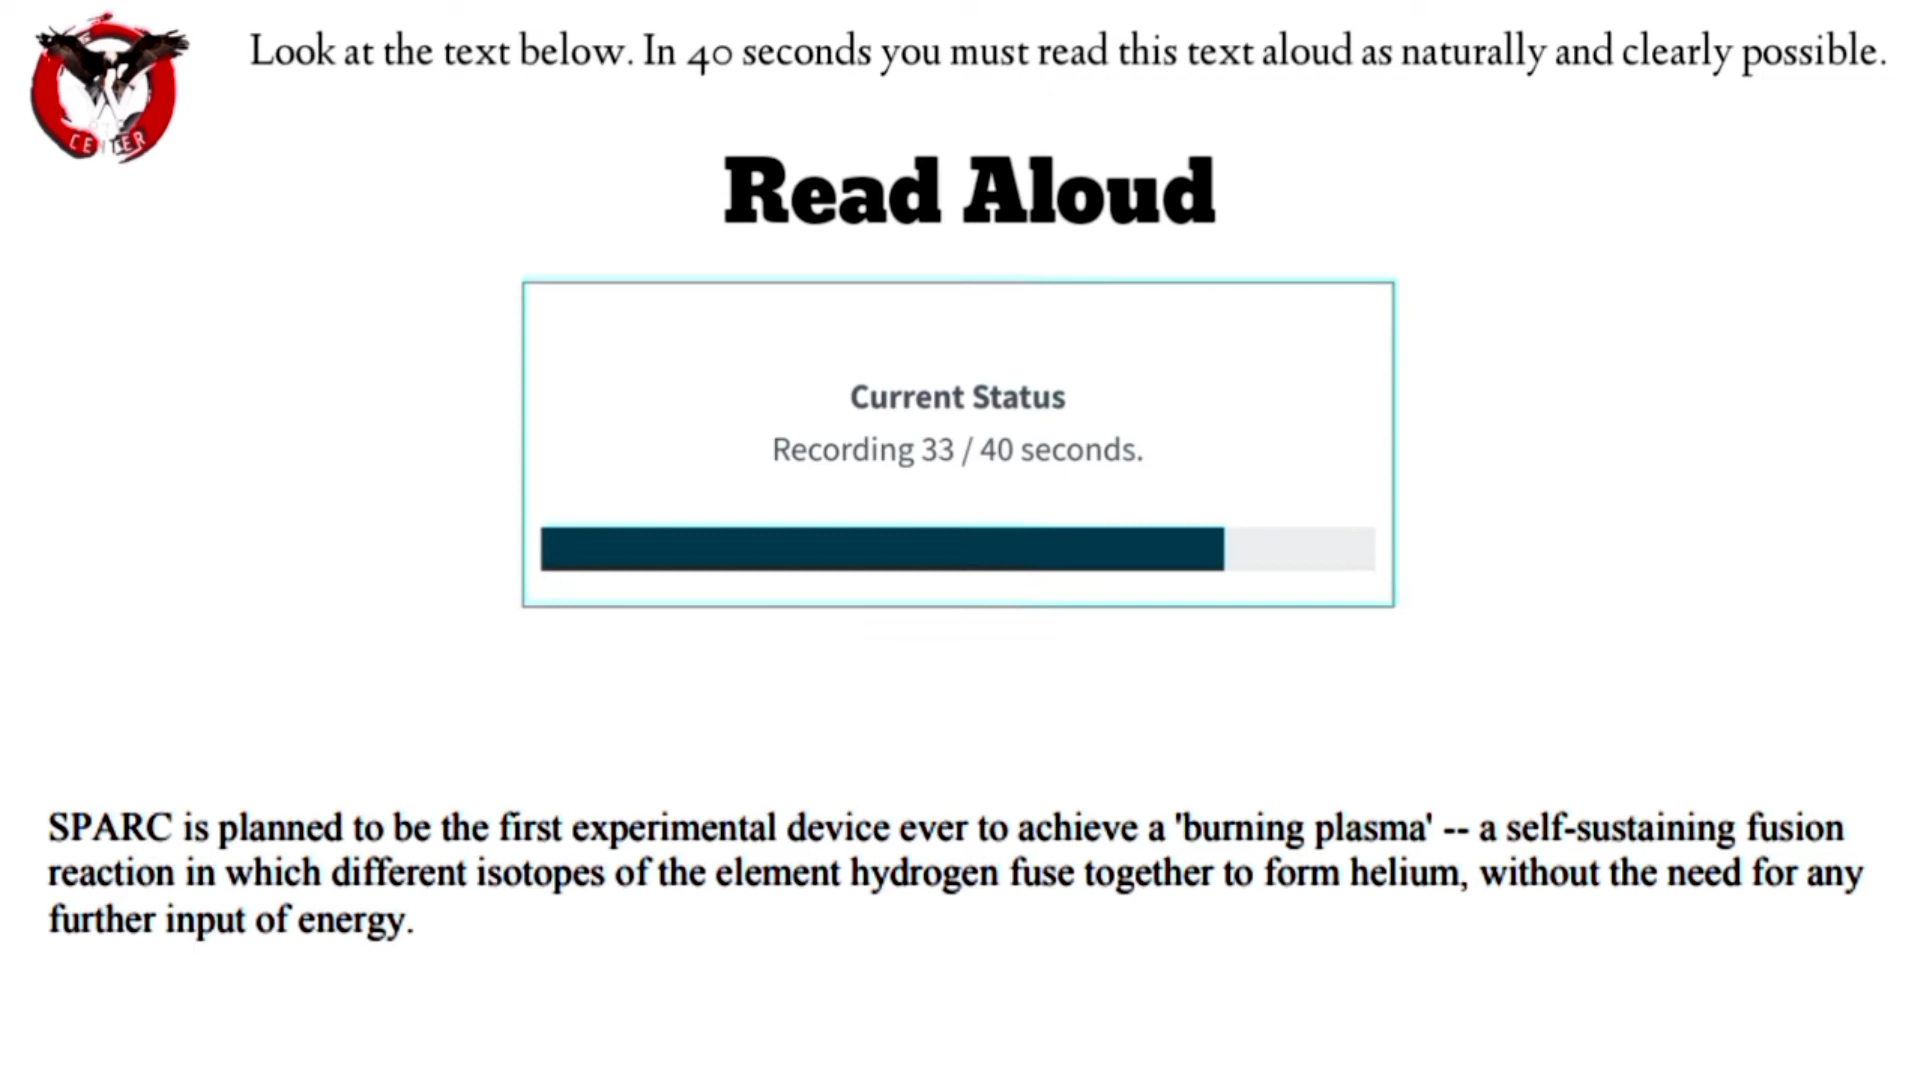 Look at the text below. In 40 seconds you must read this text aloud as naturally and clearly possible.
CENTER
Read Aloud
Current Status
Recording 33 / 40 seconds.
SPARC is planned to be the first experimental device ever to achieve a 'burning plasma' -- a self-sustaining fusion
reaction in which different isotopes of the element hydrogen fuse together to form helium, without the need for any
further input of energy.